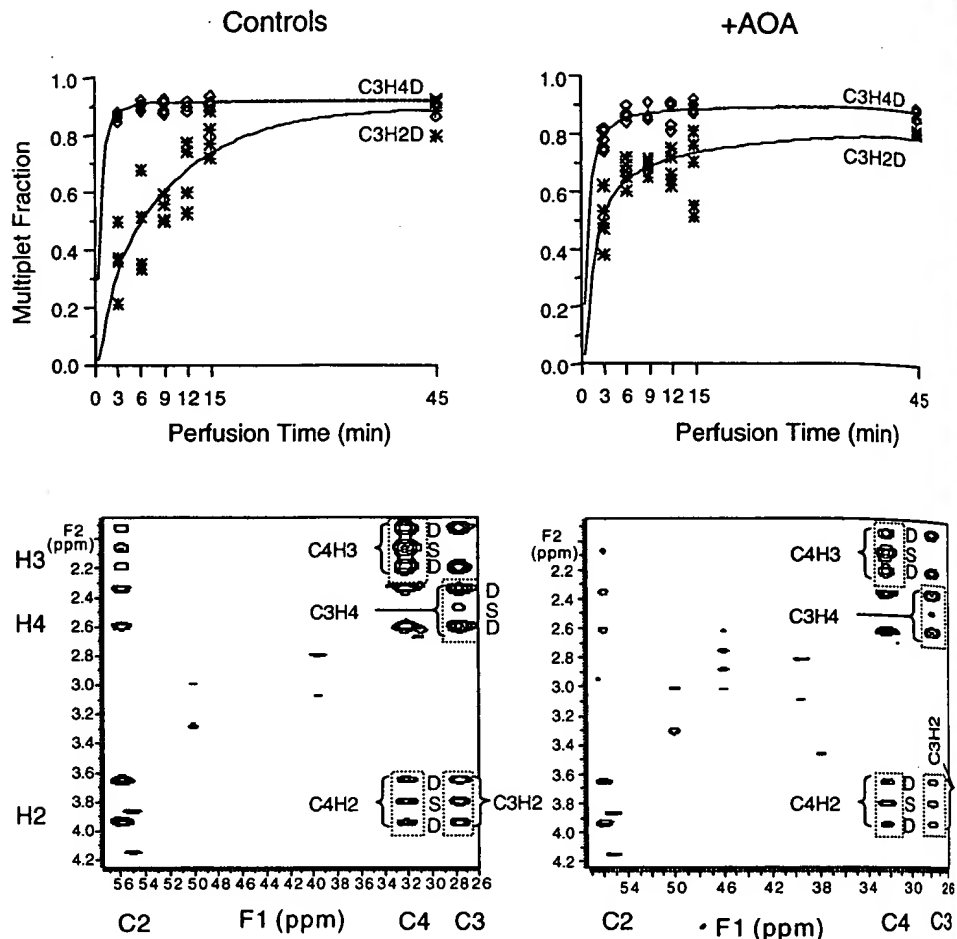 Controls
+AOA
Multiplet Fraction
1.0
0.8
0.6
0.4
0.2
0.0
C3H4D
C3H2D
0 3 6 9 12 15 45
Perfusion Time (min)
1.0
0.8
0.6
0.4
0.2
0.0
C3H4D
C3H2D
0 3 6 9 12 15 45
Perfusion Time (min)
F2
(ppm)
H3
H4
H2
2.2
2.4
2.6
2.8
3.0
3.2
3.4
3.6
3.8
4.0
4.2
C4H3
D
S
D
C3H4
D
S
D
C4H2
D
S
D
C3H2
56 54 52 50 48 46 44 42 40 38 36 34 32 30 28 26
C2 F1 (ppm) C4 C3
F2
(ppm)
2.2
2.4
2.6
2.8
3.0
3.2
3.4
3.6
3.8
4.0
4.2
C4H3
D
S
D
C3H4
C3H2
C4H2
D
S
D
54 50 46 42 38 34 30 26
C2 F1 (ppm) C4 C3